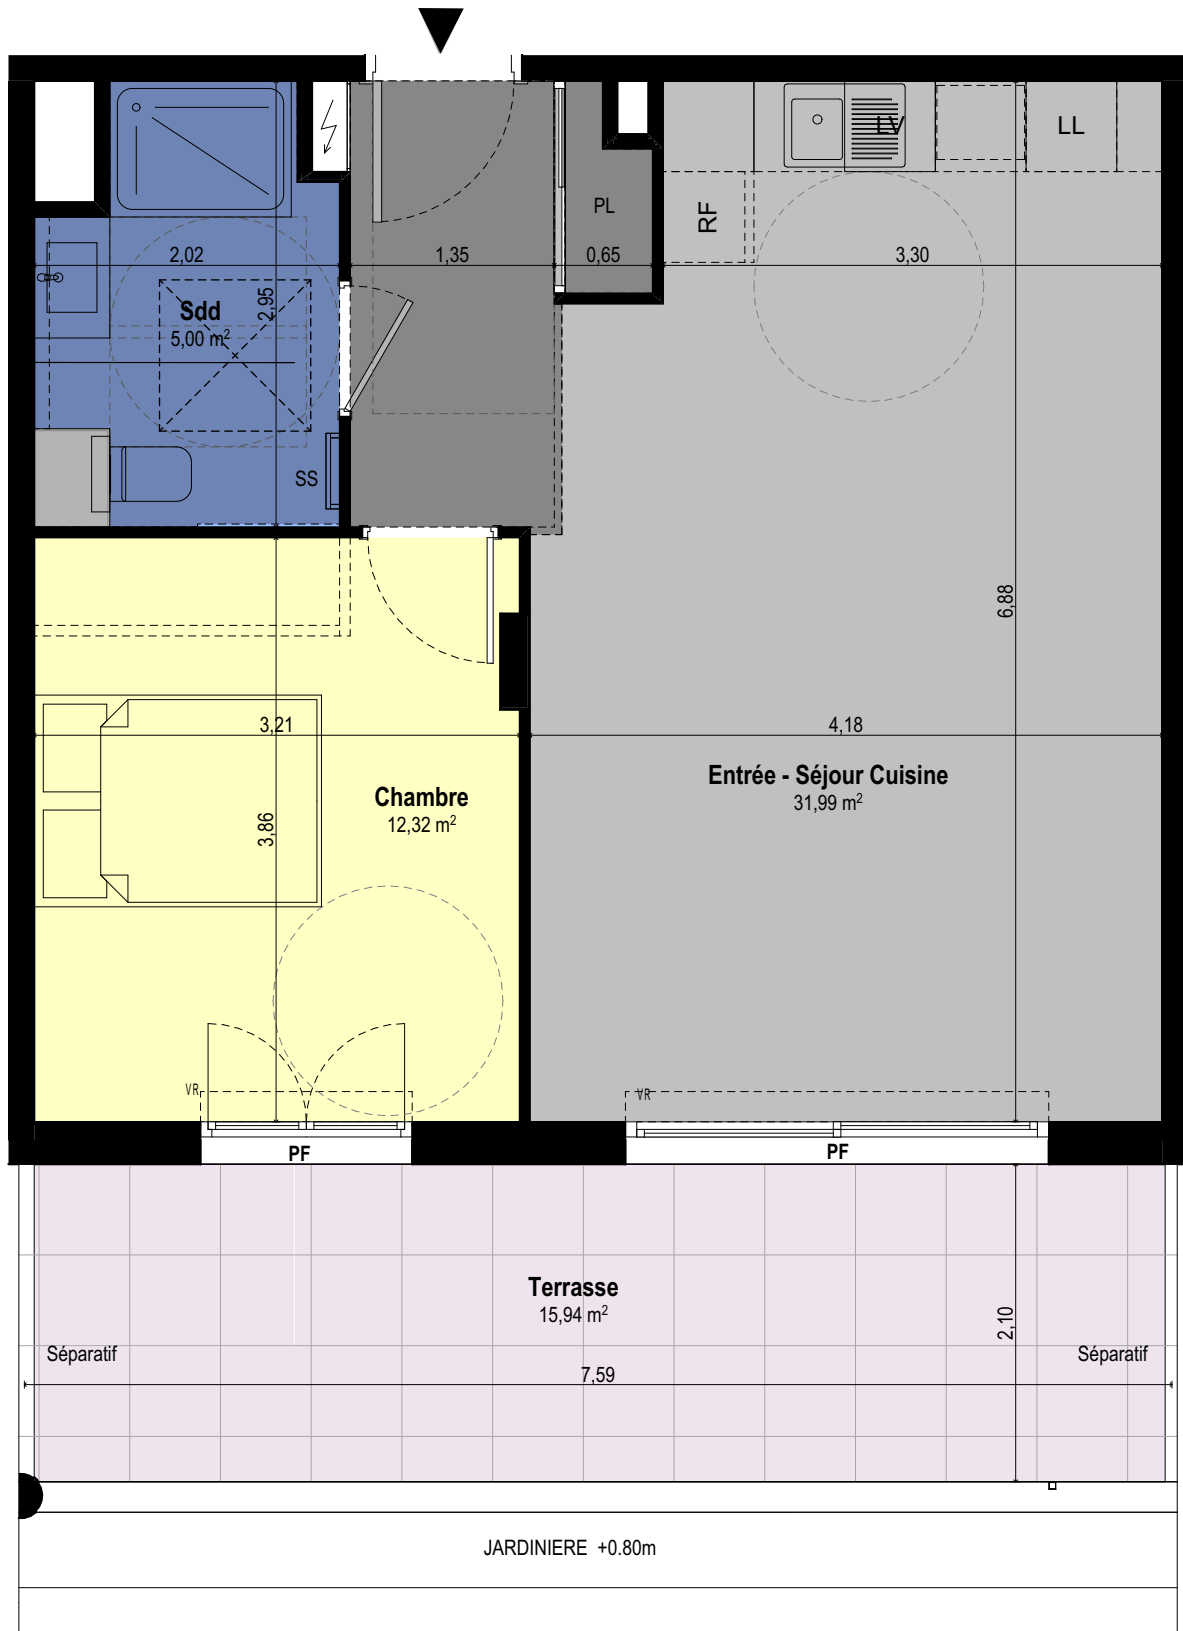 LV
LL
RF
PL
2,02
1,35
0,65
3,30
2,95
Sdd
5,00 m²
SS
6,88
3,21
4,18
Entrée - Séjour Cuisine
31,99 m²
Chambre
12,32 m²
3,86
VR
VR
PF
PF
Terrasse
15,94 m²
2,10
Séparatif
Séparatif
7,59
JARDINIERE +0.80m